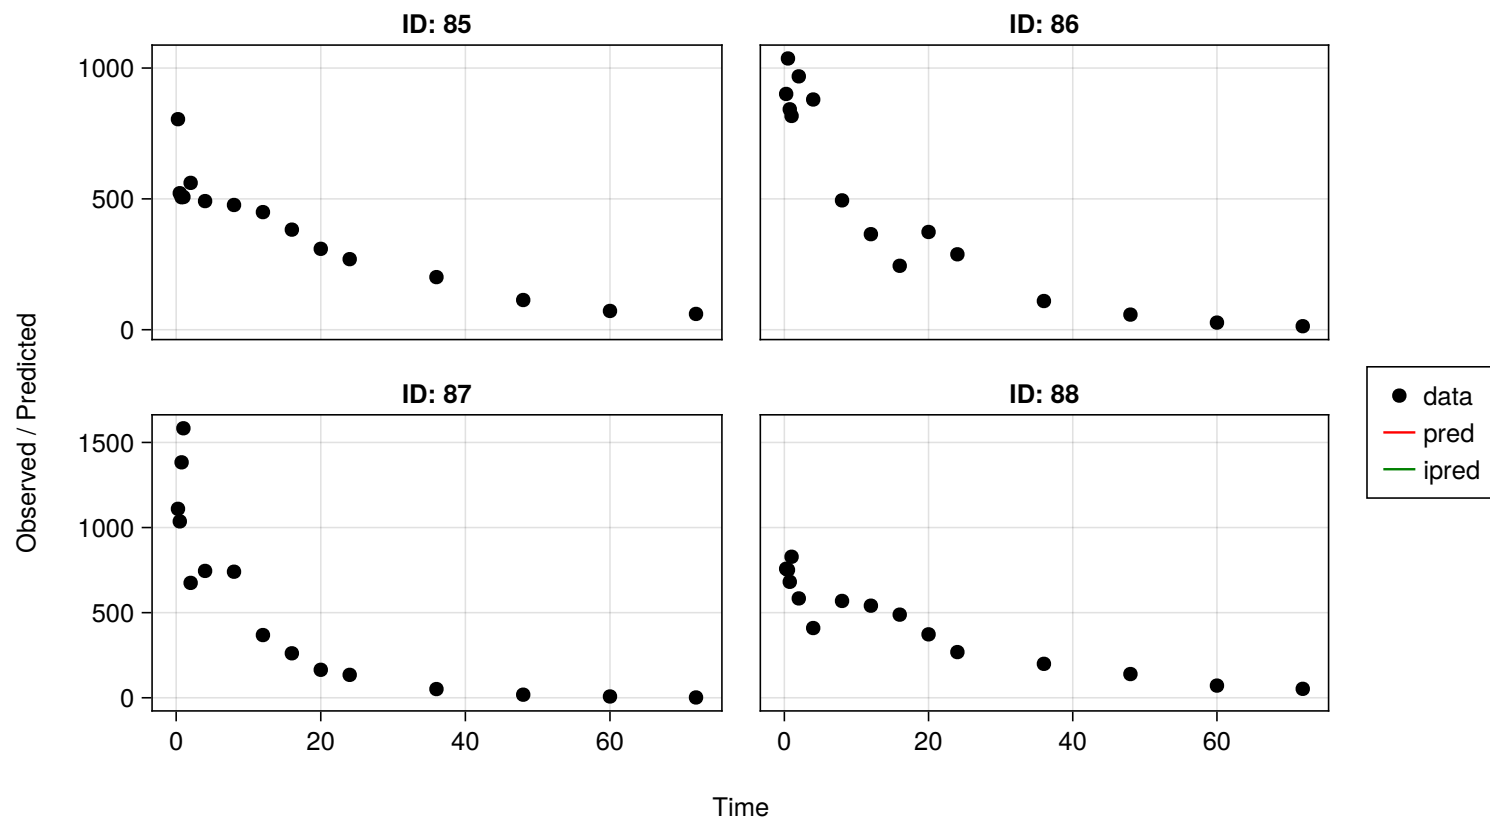 ID: 85
ID: 86
1000
500
0
ID: 87
ID: 88
1500
1000
500
0
0 20 40 60
0 20 40 60
Time
Observed / Predicted
data
pred
ipred